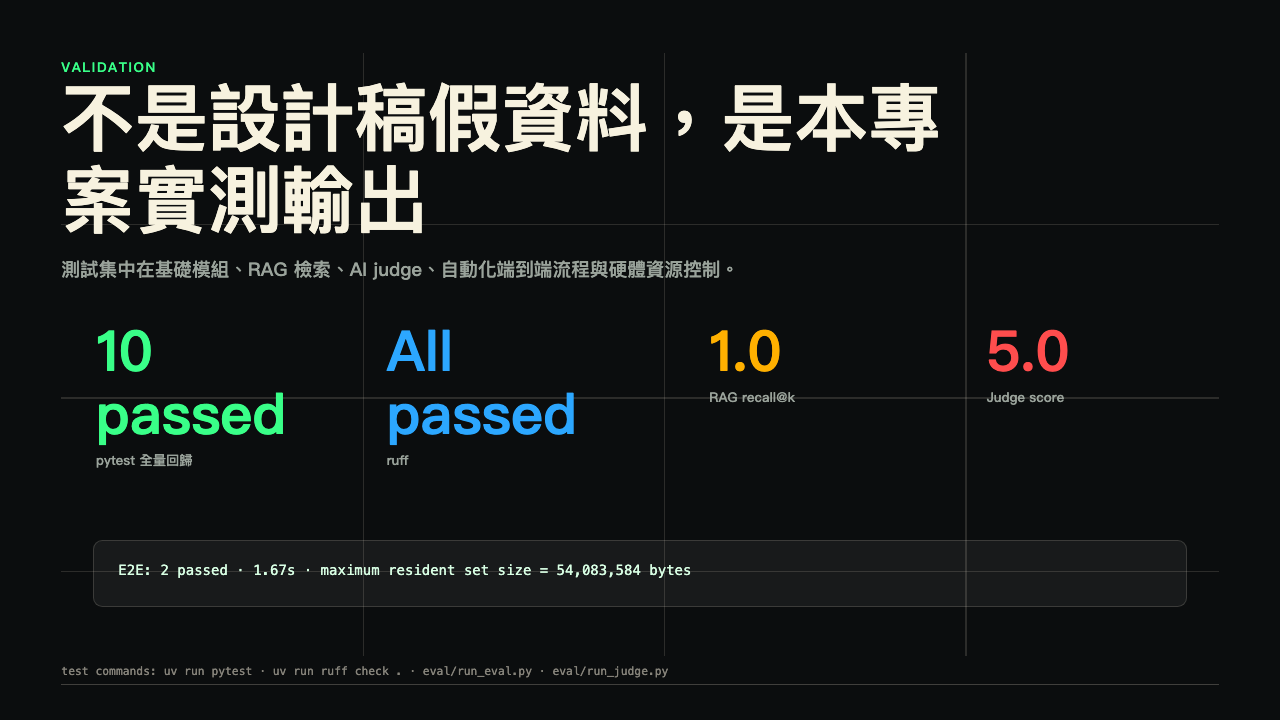 VALIDATION
不是設計稿假資料，是本專
案實測輸出
測試集中在基礎模組、RAG 檢索、AI judge、自動化端到端流程與硬體資源控制。
10
passed
pytest 全量回歸
All
passed
ruff
1.0
RAG recall@k
5.0
Judge score
E2E: 2 passed · 1.67s · maximum resident set size = 54,083,584 bytes
test commands: uv run pytest · uv run ruff check . · eval/run_eval.py · eval/run_judge.py